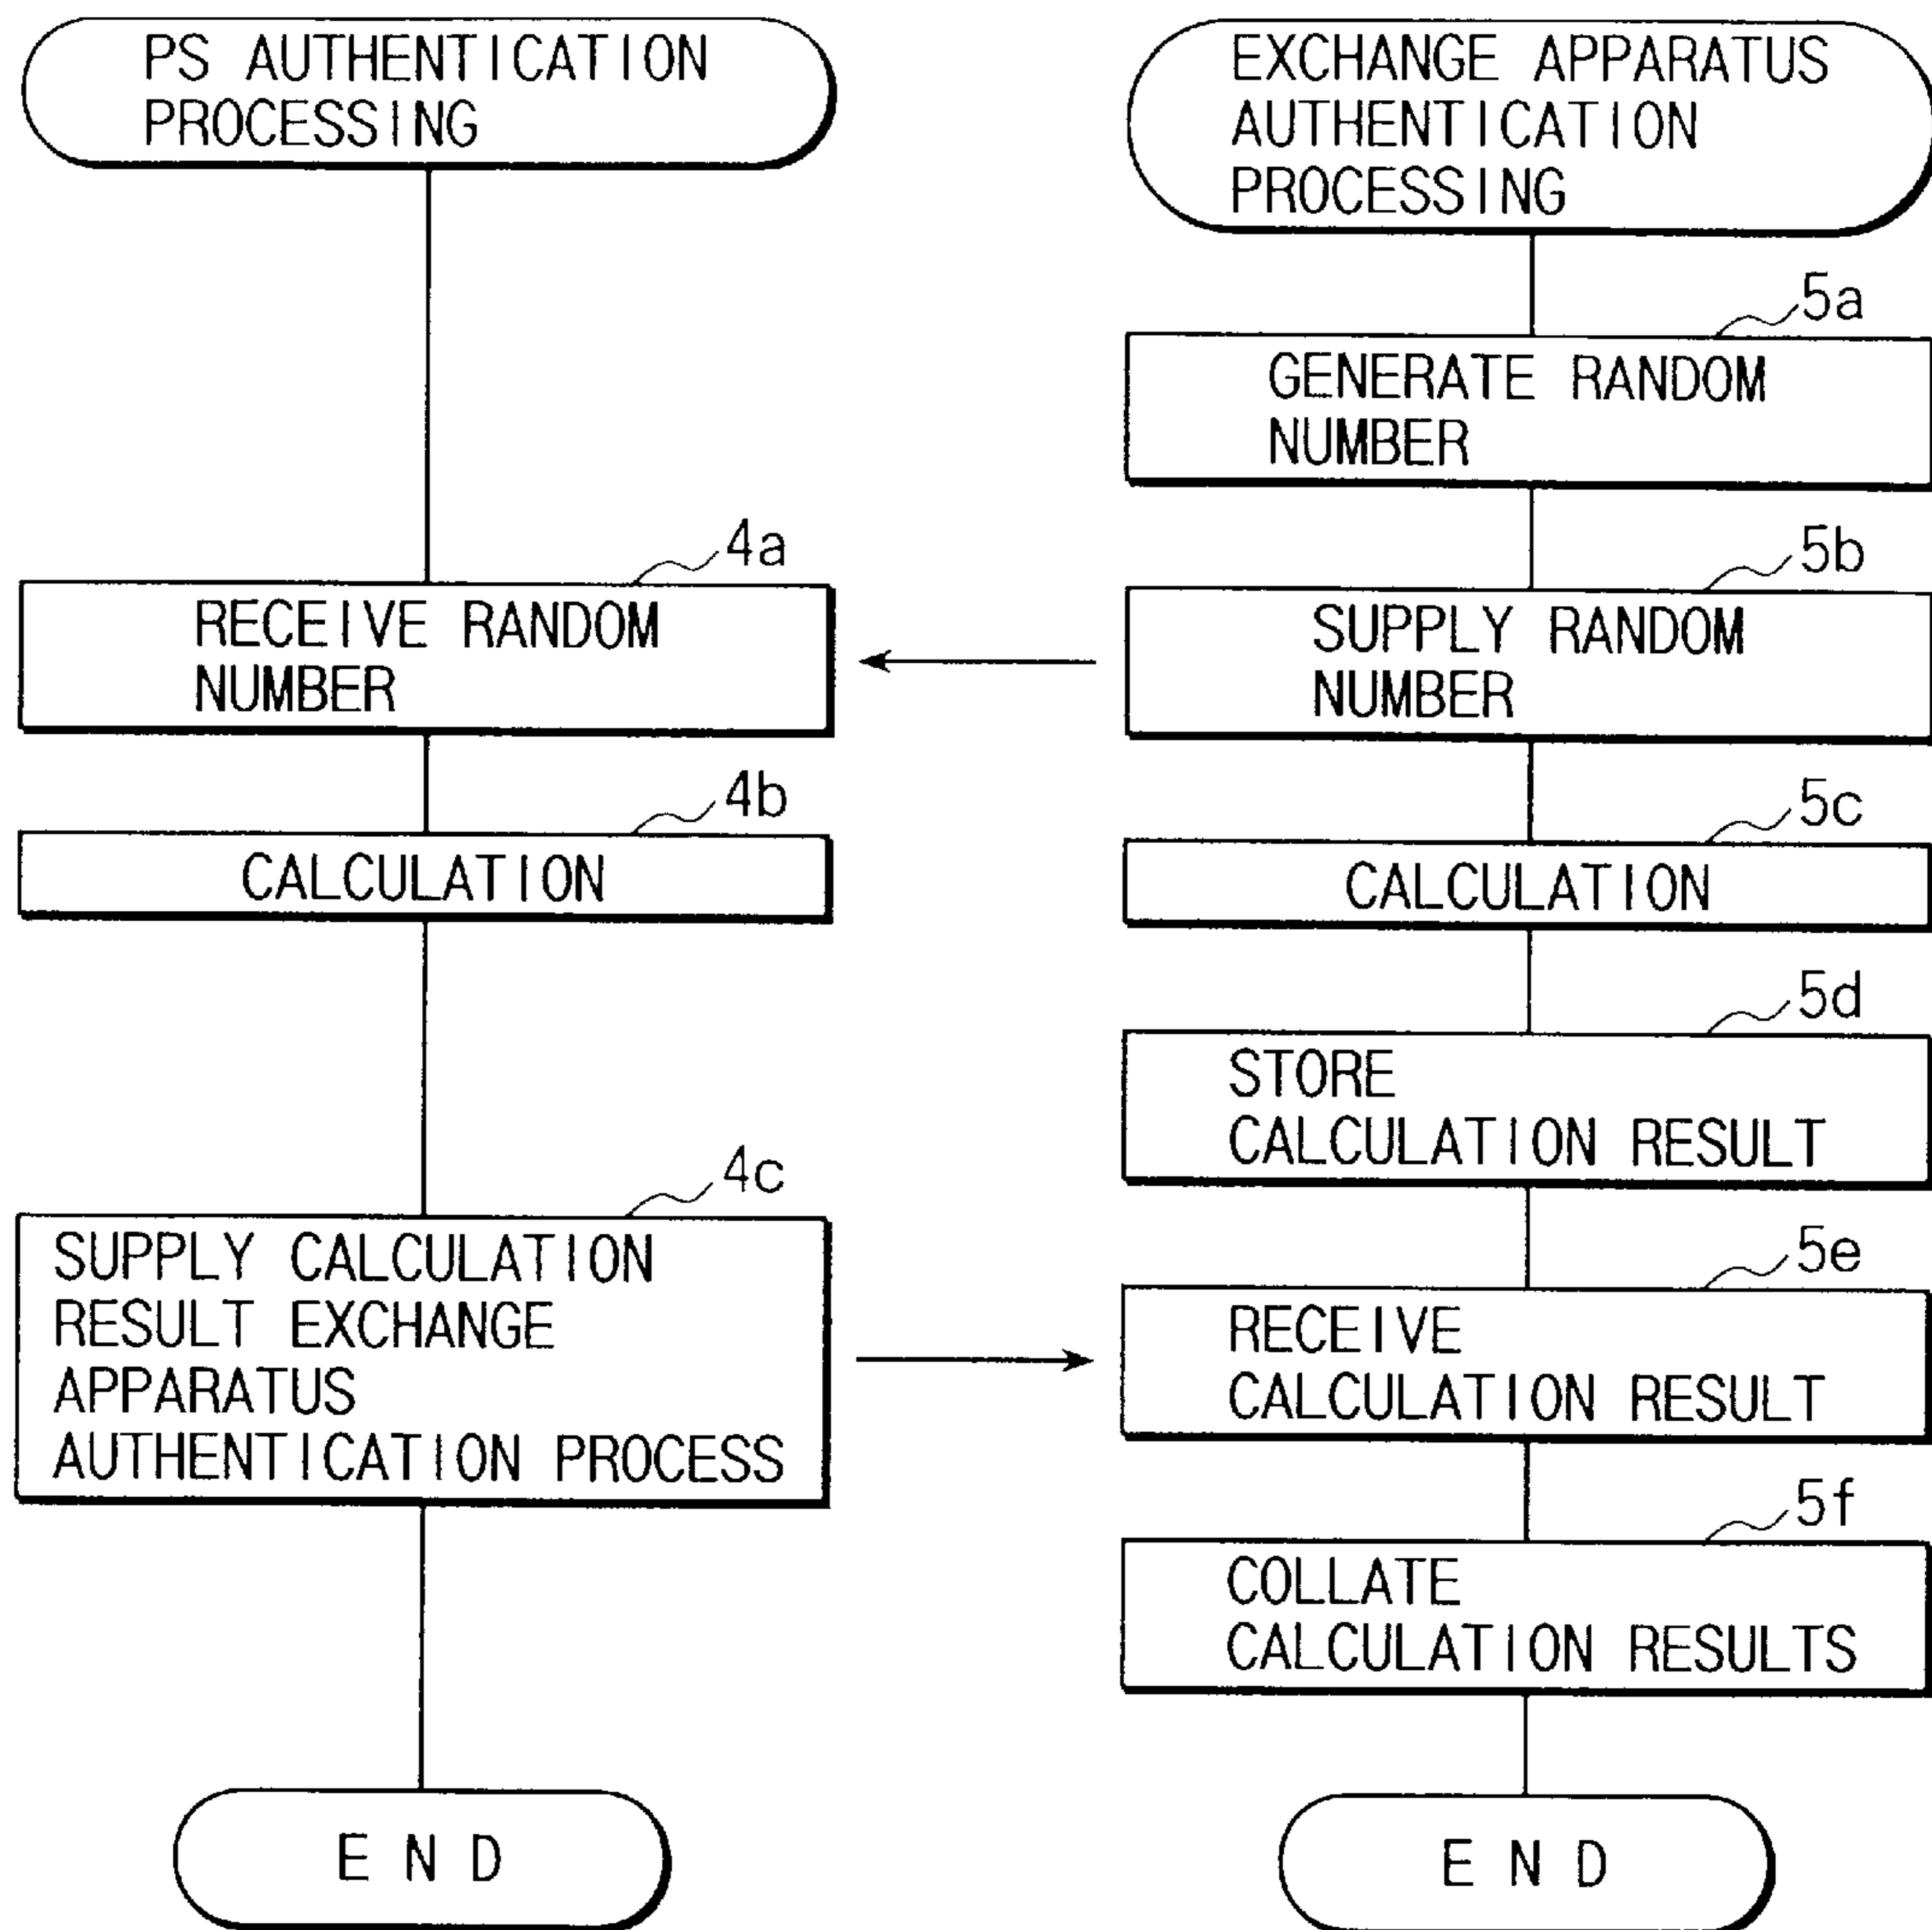 PS AUTHENTICATION
PROCESSING
4a
RECEIVE RANDOM
NUMBER
4b
CALCULATION
4c
SUPPLY CALCULATION
RESULT EXCHANGE
APPARATUS
AUTHENTICATION PROCESS
END
EXCHANGE APPARATUS
AUTHENTICATION
PROCESSING
5a
GENERATE RANDOM
NUMBER
5b
SUPPLY RANDOM
NUMBER
5c
CALCULATION
5d
STORE
CALCULATION RESULT
5e
RECEIVE
CALCULATION RESULT
5f
COLLATE
CALCULATION RESULTS
END